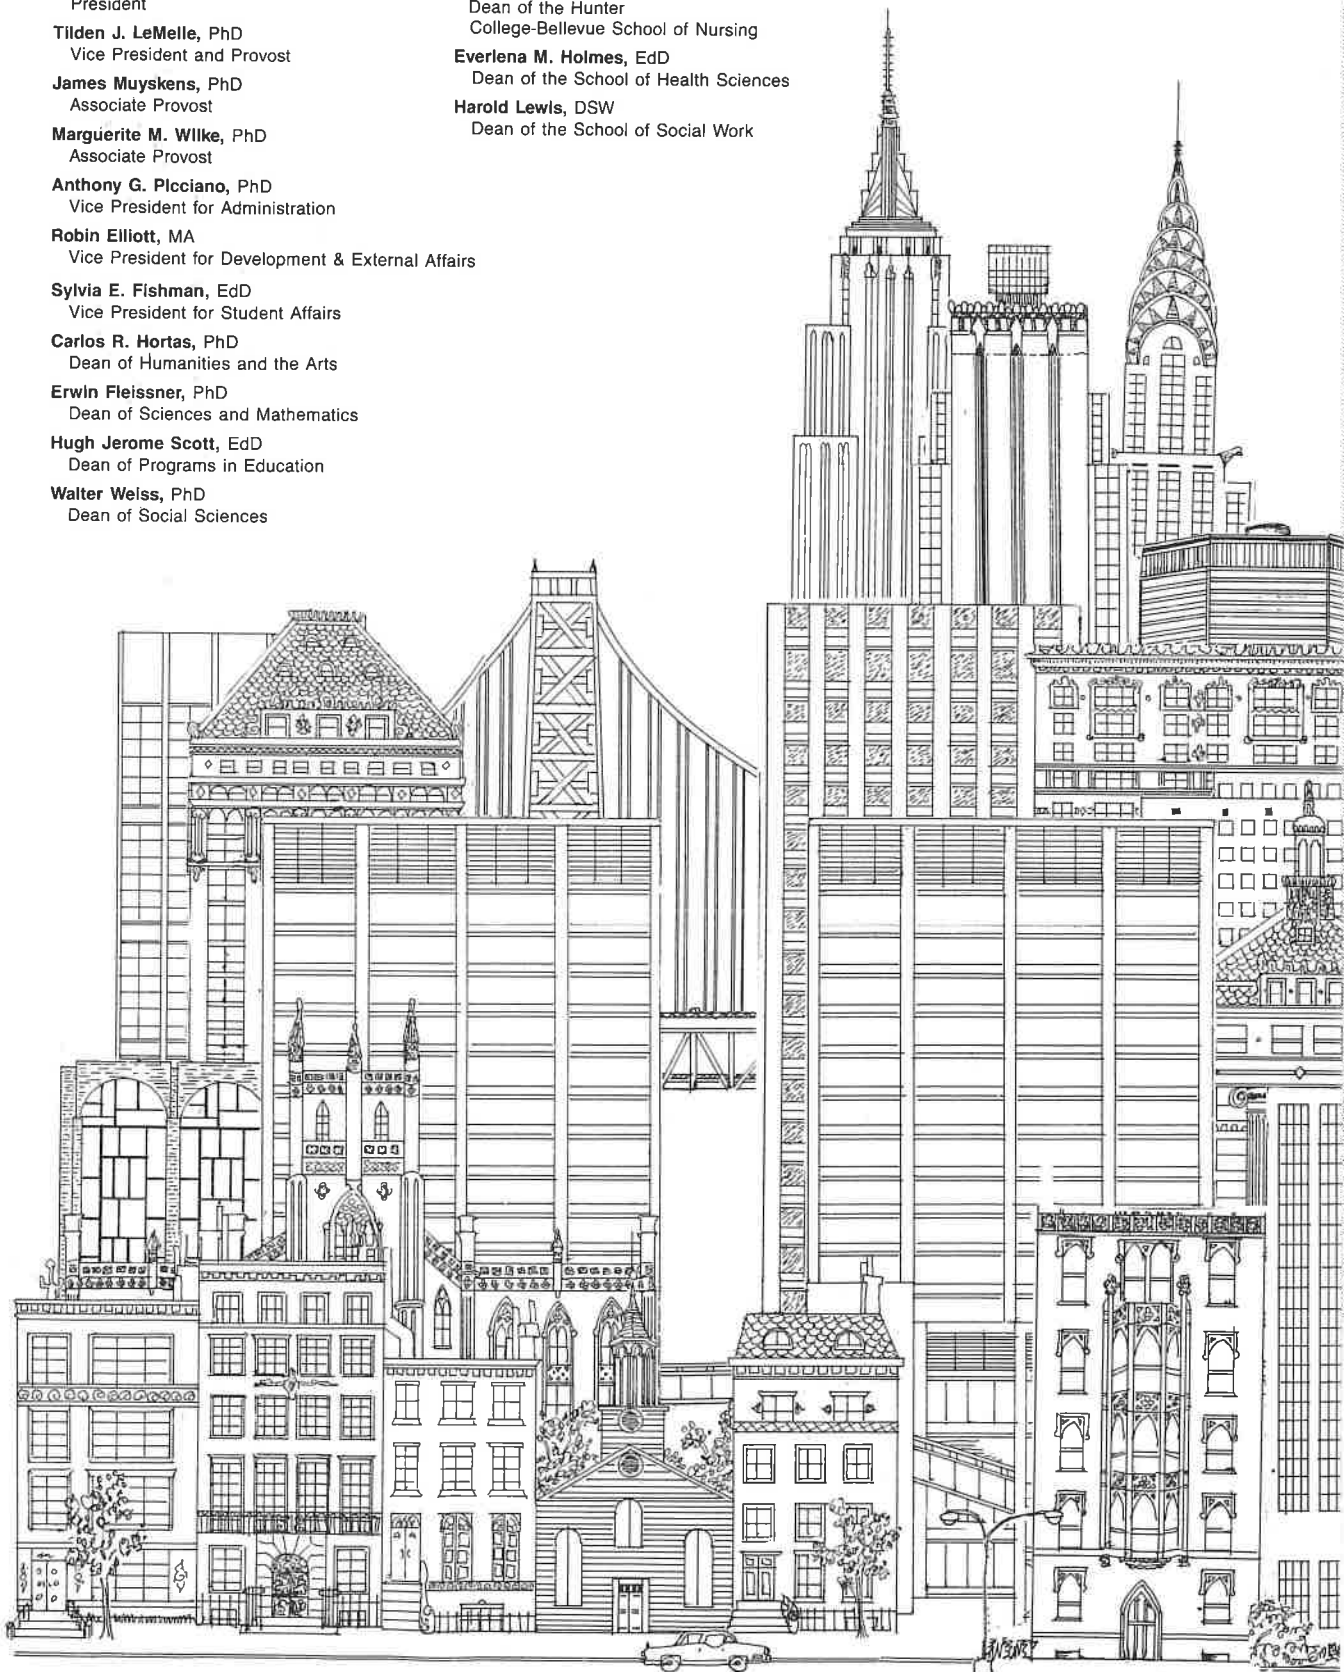 President
Tilden J. LeMelle, PhD
Vice President and Provost
James Muyskens, PhD
Associate Provost
Marguerite M. Wilke, PhD
Associate Provost
Anthony G. Picciano, PhD
Vice President for Administration
Robin Elliott, MA
Vice President for Development & External Affairs
Sylvia E. Fishman, EdD
Vice President for Student Affairs
Carlos R. Hortas, PhD
Dean of Humanities and the Arts
Erwin Fleissner, PhD
Dean of Sciences and Mathematics
Hugh Jerome Scott, EdD
Dean of Programs in Education
Walter Weiss, PhD
Dean of Social Sciences
Dean of the Hunter
College-Bellevue School of Nursing
Everlena M. Holmes, EdD
Dean of the School of Health Sciences
Harold Lewis, DSW
Dean of the School of Social Work